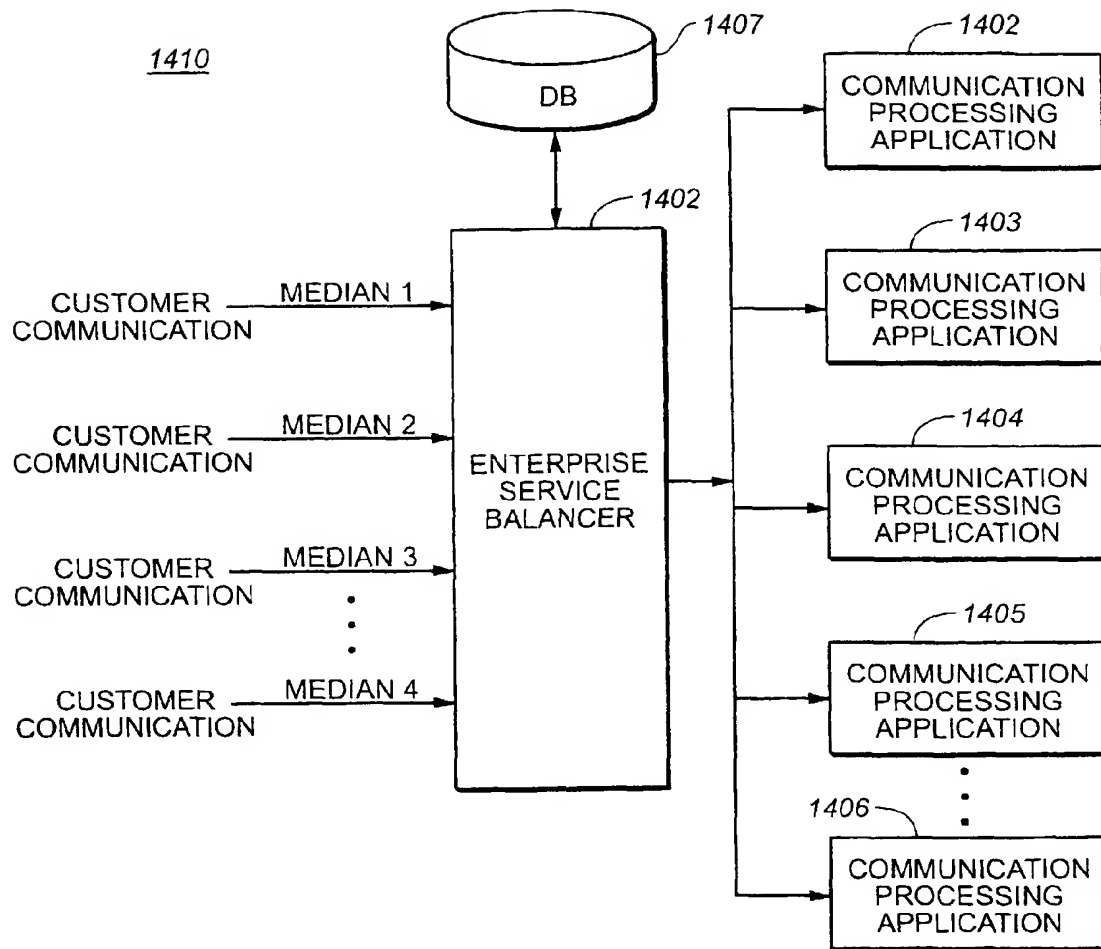 1410
1407
DB
1402
COMMUNICATION
PROCESSING
APPLICATION
1402
ENTERPRISE
SERVICE
BALANCER
CUSTOMER
COMMUNICATION
MEDIAN 1
CUSTOMER
COMMUNICATION
MEDIAN 2
CUSTOMER
COMMUNICATION
MEDIAN 3
CUSTOMER
COMMUNICATION
MEDIAN 4
1403
COMMUNICATION
PROCESSING
APPLICATION
1404
COMMUNICATION
PROCESSING
APPLICATION
1405
COMMUNICATION
PROCESSING
APPLICATION
1406
COMMUNICATION
PROCESSING
APPLICATION